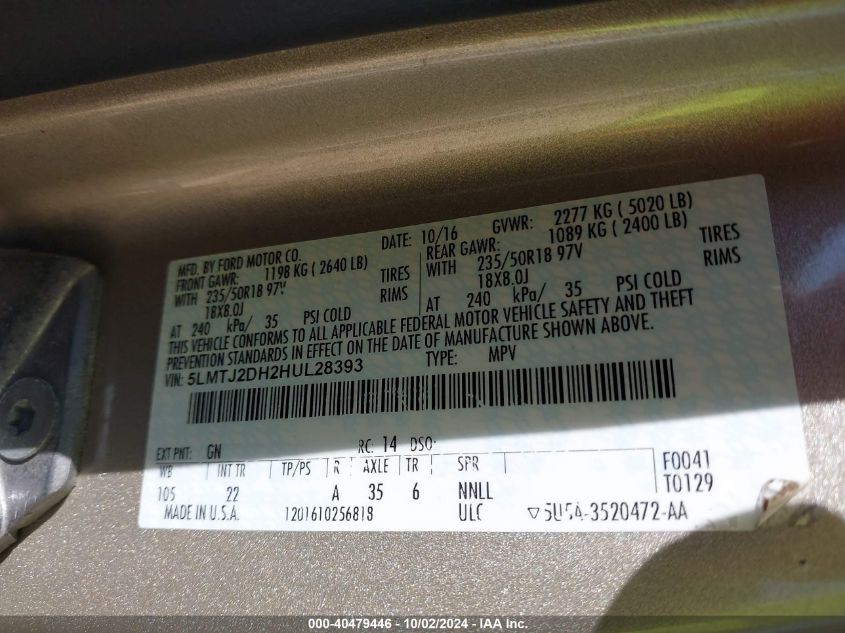 MFD. BY FORD MOTOR CO.
DATE: 10/16 GVWR: 2277 KG ( 5020 LB)
FRONT GAWR: 1198 KG ( 2640 LB)
REAR GAWR: 1089 KG ( 2400 LB)
WITH 235/50R18 97V TIRES
WITH 235/50R18 97V TIRES
18X8.0J RIMS
18X8.0J RIMS
AT 240 kPa/ 35 PSI COLD
AT 240 kPa/ 35 PSI COLD
THIS VEHICLE CONFORMS TO ALL APPLICABLE FEDERAL MOTOR VEHICLE SAFETY AND THEFT
PREVENTION STANDARDS IN EFFECT ON THE DATE OF MANUFACTURE SHOWN ABOVE.
VIN: 5LMTJ2DH2HUL28393 TYPE: MPV
EXT PNT: GN RC: 14 DSO:
WB INT TR TP/PS R AXLE TR SPR F0041
105 22 A 35 6 NNLL T0129
MADE IN U.S.A. 1201610256818 ULC ▽5U5A-3520472-AA
000-40479446 - 10/02/2024 - IAA Inc.